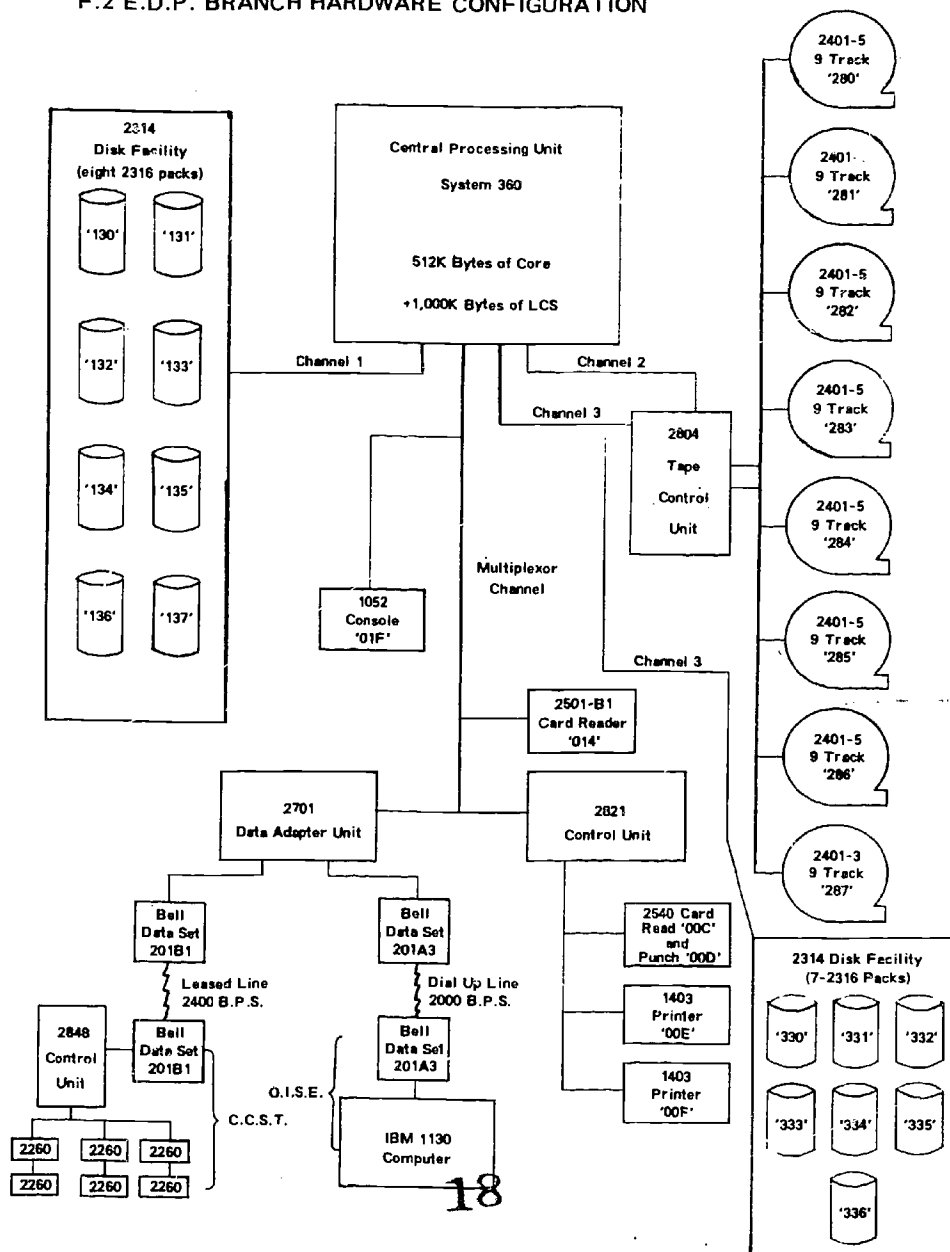 F.2 E.D.P. BRANCH HARDWARE CONFIGURATION
2314
Disk Facility
(eight 2316 packs)
'130'
'131'
'132'
'133'
'134'
'135'
'136'
'137'
Central Processing Unit
System 360
512K Bytes of Core
+1,000K Bytes of LCS
Channel 1
Channel 2
Channel 3
2804
Tape
Control
Unit
Multiplexor
Channel
1052
Console
'01F'
Channel 3
2501-B1
Card Reader
'014'
2701
Data Adapter Unit
2821
Control Unit
Bell
Data Set
201B1
Bell
Data Set
201A3
Leased Line
2400 B.P.S.
Dial Up Line
2000 B.P.S.
2848
Control
Unit
Bell
Data Set
201B1
Bell
Data Set
201A3
C.C.S.T.
O.I.S.E.
IBM 1130
Computer
2260
2260
2260
2260
2260
2260
2540 Card
Read '00C'
and
Punch '00D'
1403
Printer
'00E'
1403
Printer
'00F'
2401-5
9 Track
'280'
2401-
9 Track
'281'
2401-5
9 Track
'282'
2401-5
9 Track
'283'
2401-5
9 Track
'284'
2401-5
9 Track
'285'
2401-5
9 Track
'286'
2401-3
9 Track
'287'
2314 Disk Facility
(7-2316 Packs)
'330'
'331'
'332'
'333'
'334'
'335'
'336'
18